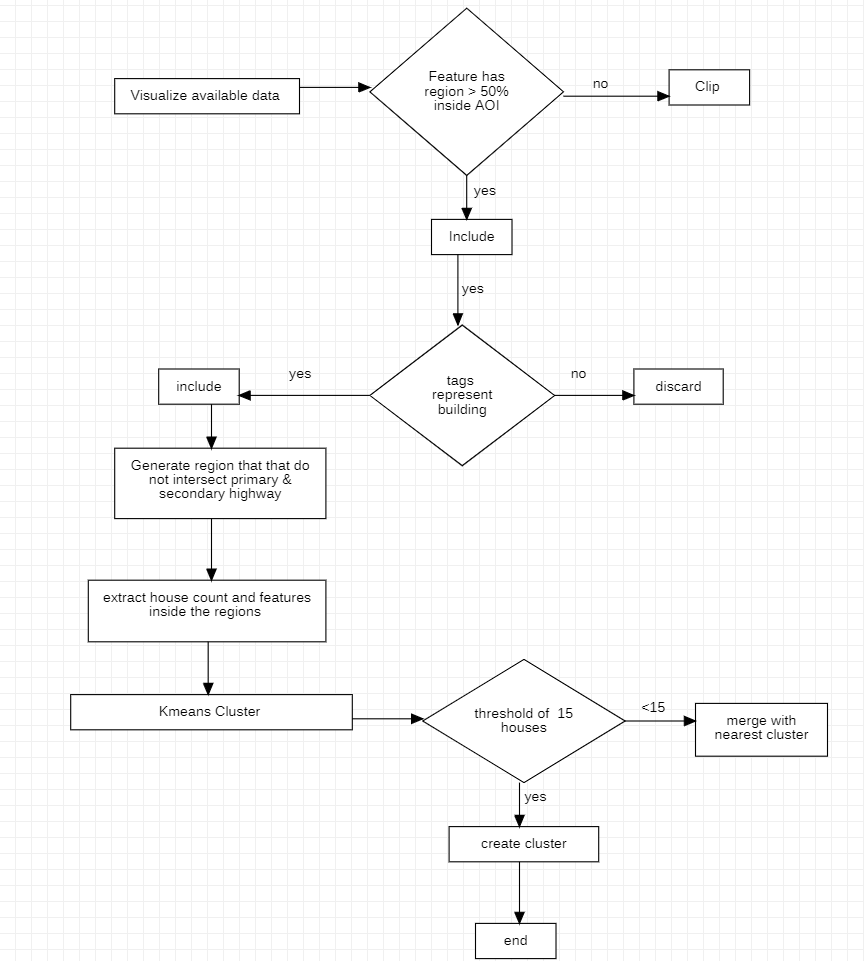 Visualize available data
Feature has
region > 50%
inside AOI
no
Clip
yes
Include
yes
tags
represent
building
yes
include
no
discard
Generate region that that do
not intersect primary &
secondary highway
extract house count and features
inside the regions
Kmeans Cluster
threshold of  15
houses
<15
merge with
nearest cluster
yes
create cluster
end